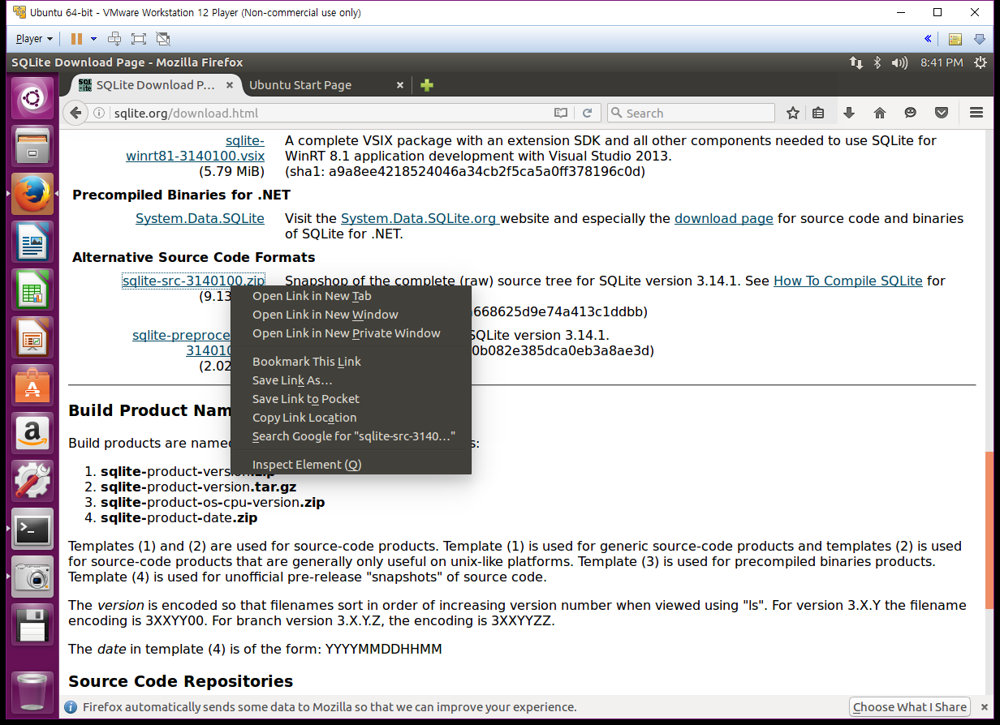 Ubuntu 64-bit - VMware Workstation 12 Player (Non-commercial use only)
Player
SQLite Download Page - Mozilla Firefox
8:41 PM
SQLite Download P...
Ubuntu Start Page
sqlite.org/download.html
Search
sqlite-
winrt81-3140100.vsix
(5.79 MiB)
A complete VSIX package with an extension SDK and all other components needed to use SQLite for
WinRT 8.1 application development with Visual Studio 2013.
(sha1: a9a8ee4218524046a34cb2f5ca5a0ff378196c0d)
Precompiled Binaries for .NET
System.Data.SQLite
Visit the System.Data.SQLite.org website and especially the download page for source code and binaries
of SQLite for .NET.
Alternative Source Code Formats
sqlite-src-3140100.zip
(9.13
Snapshop of the complete (raw) source tree for SQLite version 3.14.1. See How To Compile SQLite for
668625d9e74a413c1ddbb)
sqlite-preproce
314010
(2.02
SQLite version 3.14.1.
0b082e385dca0eb3a8ae3d)
Open Link in New Tab
Open Link in New Window
Open Link in New Private Window
Bookmark This Link
Save Link As...
Save Link to Pocket
Copy Link Location
Search Google for "sqlite-src-3140..."
Inspect Element (Q)
Build Product Nam
Build products are named
s:
1. sqlite-product-version.zip
2. sqlite-product-version.tar.gz
3. sqlite-product-os-cpu-version.zip
4. sqlite-product-date.zip
Templates (1) and (2) are used for source-code products. Template (1) is used for generic source-code products and templates (2) is used
for source-code products that are generally only useful on unix-like platforms. Template (3) is used for precompiled binaries products.
Template (4) is used for unofficial pre-release "snapshots" of source code.
The version is encoded so that filenames sort in order of increasing version number when viewed using "ls". For version 3.X.Y the filename
encoding is 3XXYY00. For branch version 3.X.Y.Z, the encoding is 3XXYYZZ.
The date in template (4) is of the form: YYYYMMDDHHMM
Source Code Repositories
Firefox automatically sends some data to Mozilla so that we can improve your experience.
Choose What I Share